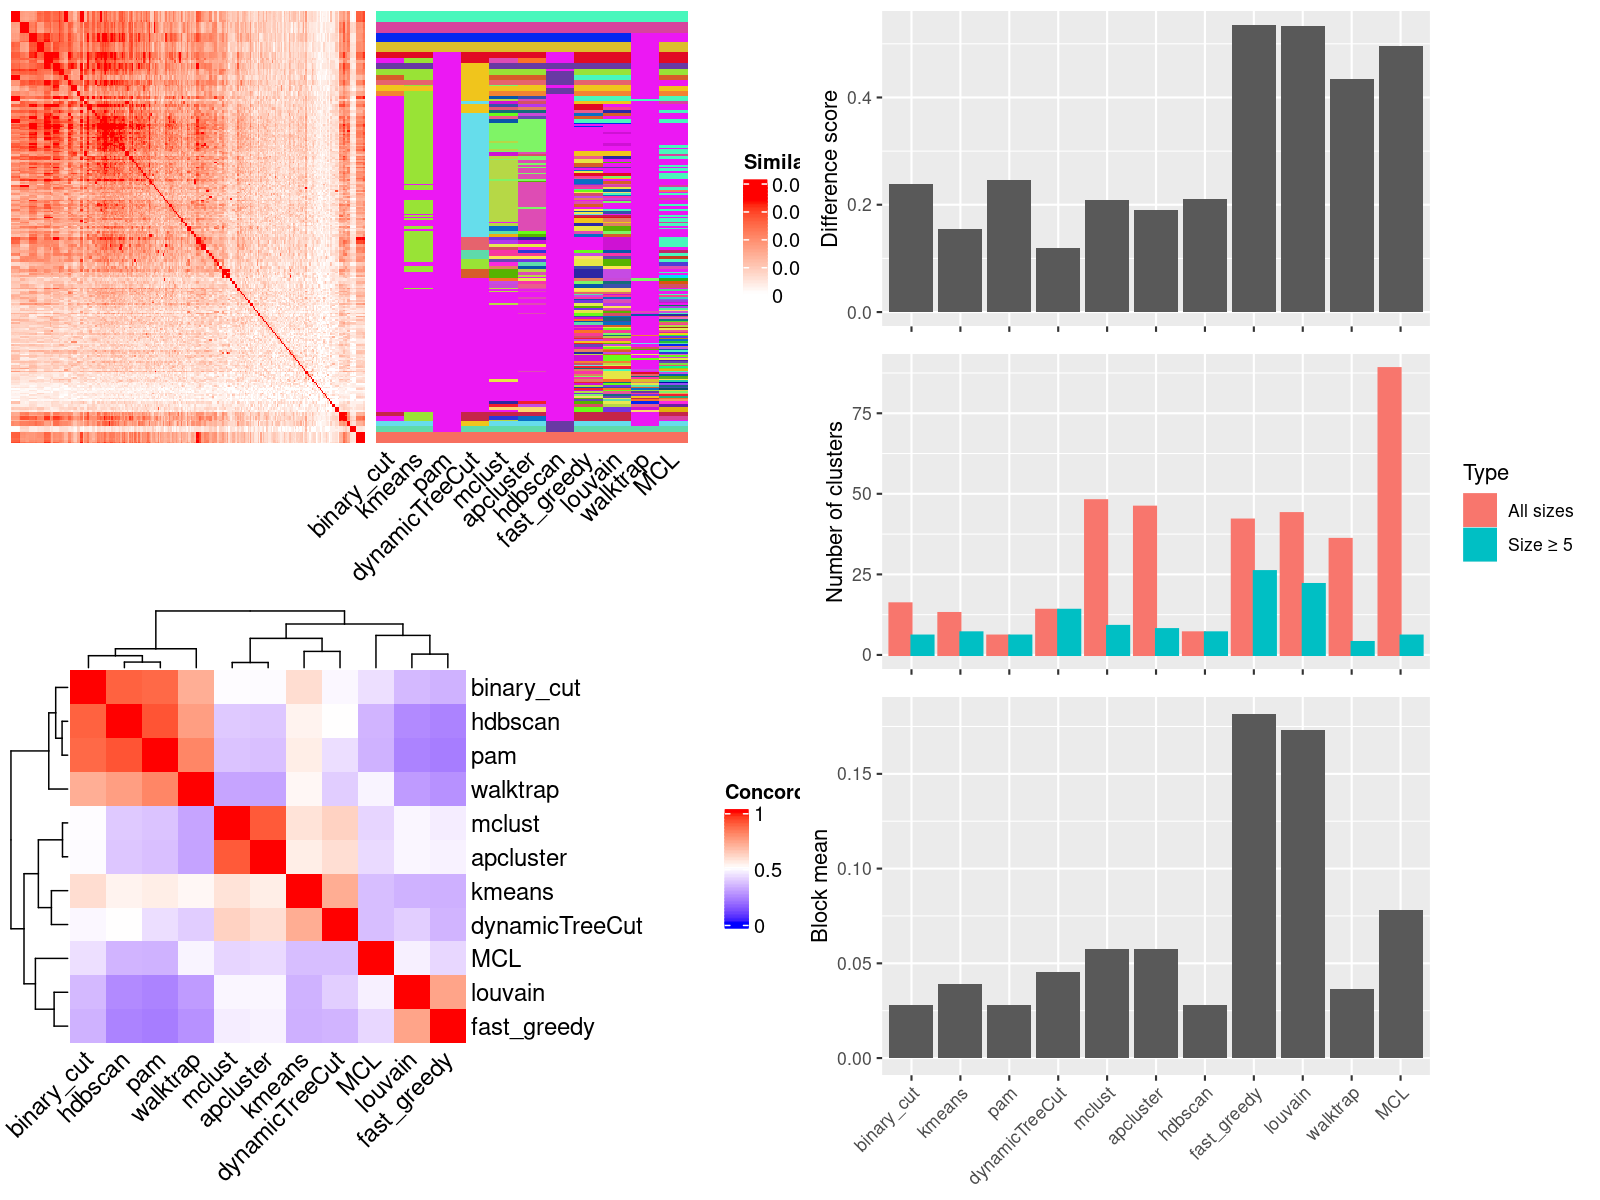 Simila
0.0
0.0
0.0
0.0
0
binary_cut
kmeans
pam
dynamicTreeCut
mclust
apcluster
hdbscan
fast_greedy
louvain
walktrap
MCL
binary_cut
hdbscan
pam
walktrap
mclust
apcluster
kmeans
dynamicTreeCut
MCL
louvain
fast_greedy
binary_cut
hdbscan
pam
walktrap
mclust
apcluster
kmeans
dynamicTreeCut
MCL
louvain
fast_greedy
Concord
1
0.5
0
Difference score
0.4
0.2
0.0
Number of clusters
75
50
25
0
Type
All sizes
Size ≥ 5
Block mean
0.15
0.10
0.05
0.00
binary_cut
kmeans
pam
dynamicTreeCut
mclust
apcluster
hdbscan
fast_greedy
louvain
walktrap
MCL